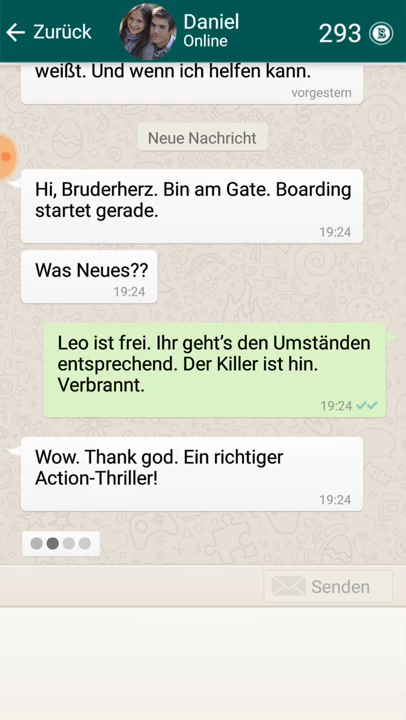 Zurück
Daniel
Online
293
weißt. Und wenn ich helfen kann.
vorgestern
Neue Nachricht
Hi, Bruderherz. Bin am Gate. Boarding
startet gerade.
19:24
Was Neues??
19:24
Leo ist frei. Ihr geht’s den Umständen
entsprechend. Der Killer ist hin.
Verbrannt.
19:24
Wow. Thank god. Ein richtiger
Action-Thriller!
19:24
Senden